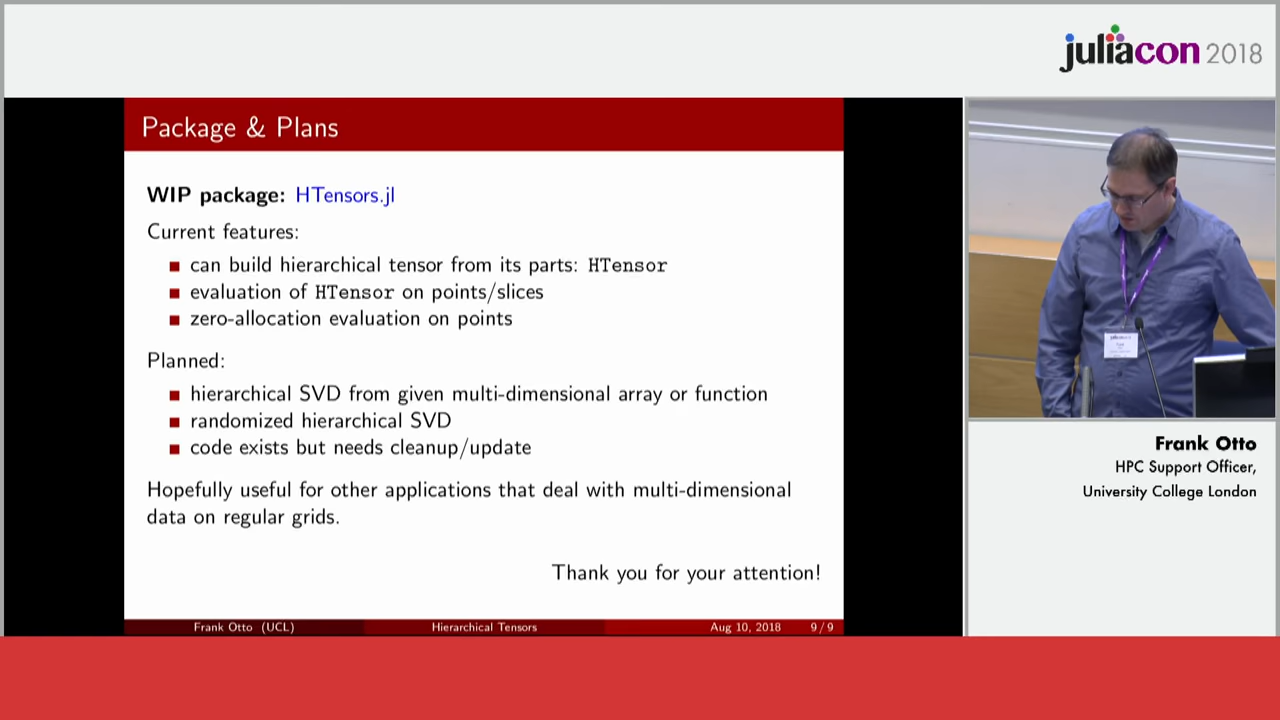 juliacon 2018
Package & Plans
WIP package: HTensors.jl
Current features:
can build hierarchical tensor from its parts: HTensor
evaluation of HTensor on points/slices
zero-allocation evaluation on points
Planned:
hierarchical SVD from given multi-dimensional array or function
randomized hierarchical SVD
code exists but needs cleanup/update
Hopefully useful for other applications that deal with multi-dimensional
data on regular grids.
Thank you for your attention!
Frank Otto (UCL) Hierarchical Tensors Aug 10, 2018 9/9
Frank Otto
HPC Support Officer,
University College London